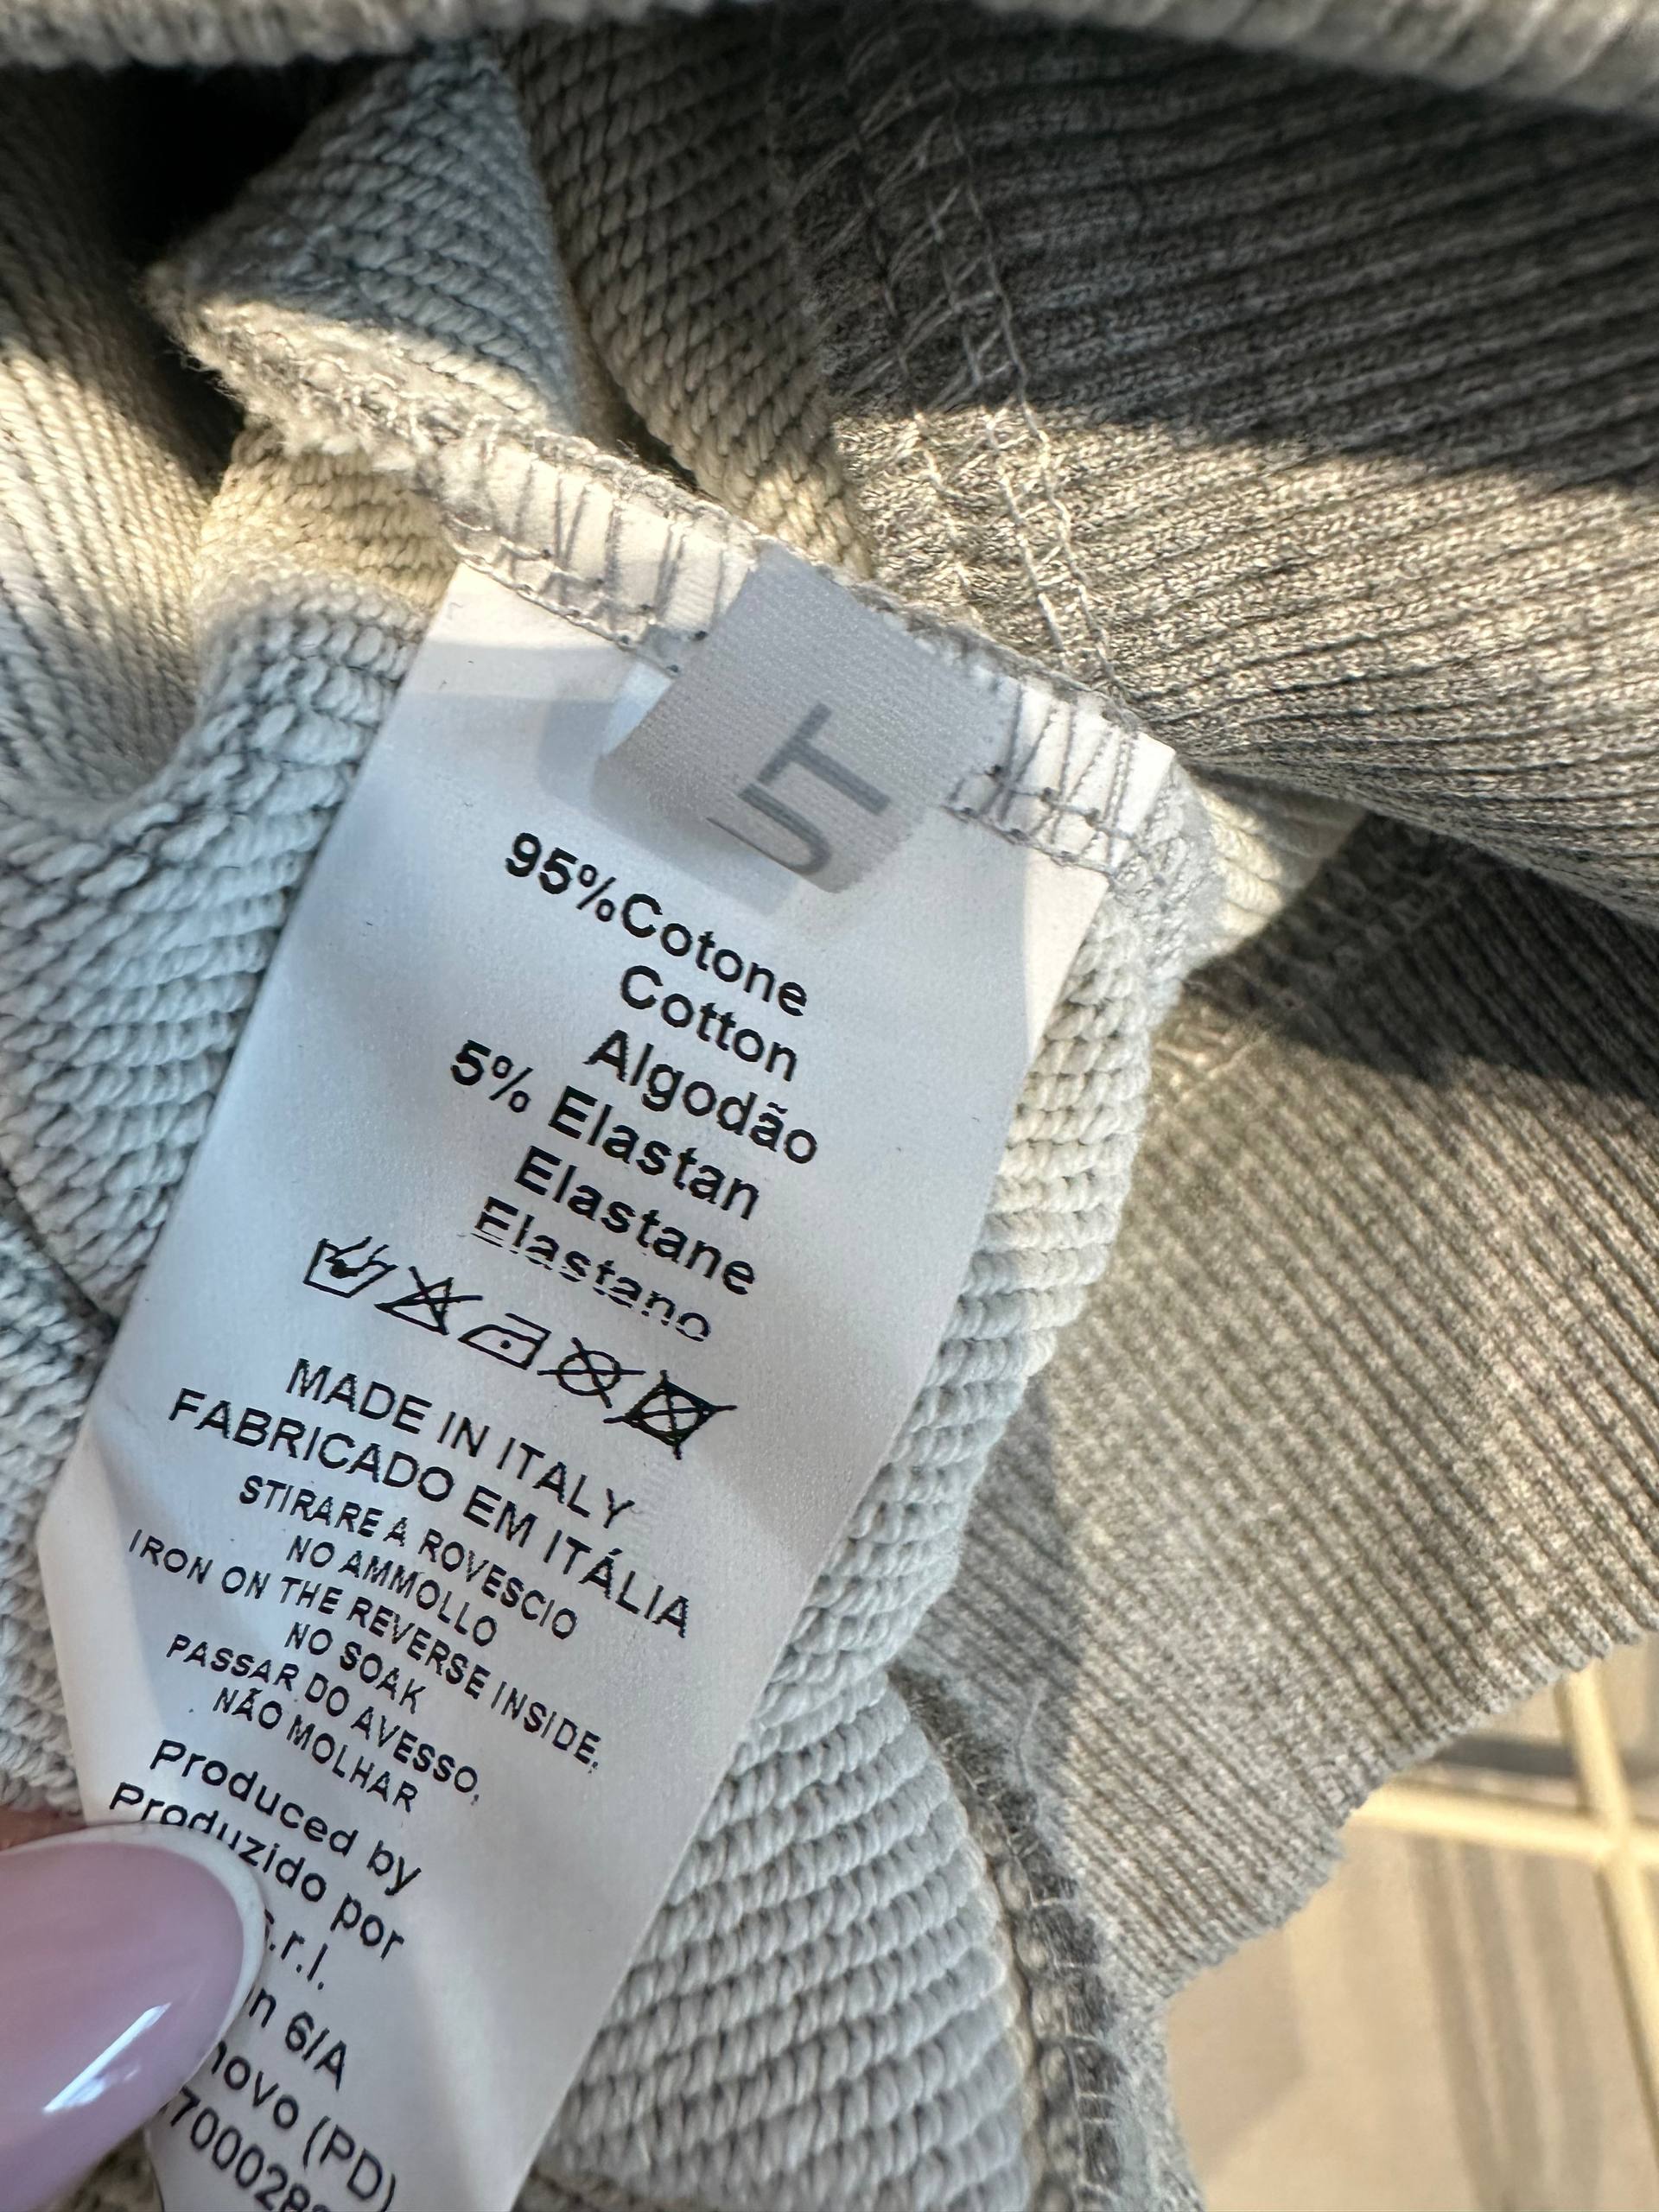 UT
95%Cotone
Cotton
Algodão
5% Elastan
Elastane
Elastano
MADE IN ITALY
FABRICADO EM ITÁLIA
STIRARE A ROVESCIO
NO AMMOLLO
IRON ON THE REVERSE INSIDE.
NO SOAK
PASSAR DO AVESSO,
NÃO MOLHAR
Produced by
Produzido por
s.r.l.
6/A
(PD)